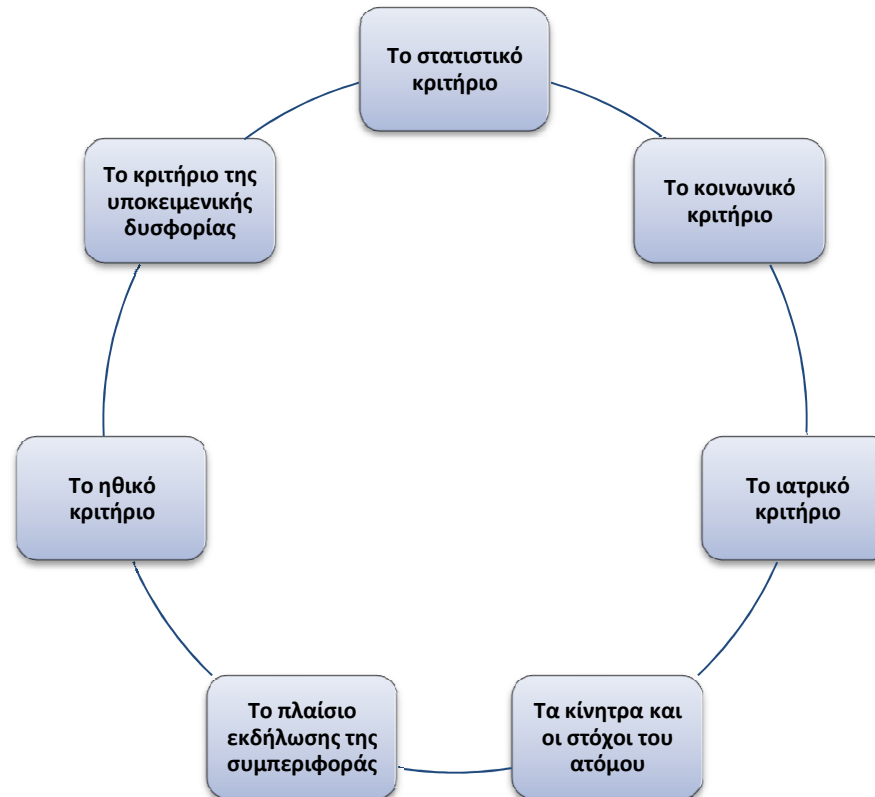 Το στατιστικό
κριτήριο
Το κοινωνικό
κριτήριο
Το ιατρικό
κριτήριο
Τα κίνητρα και
οι στόχοι του
ατόμου
Το πλαίσιο
εκδήλωσης της
συμπεριφοράς
Το ηθικό
κριτήριο
Το κριτήριο της
υποκειμενικής
δυσφορίας